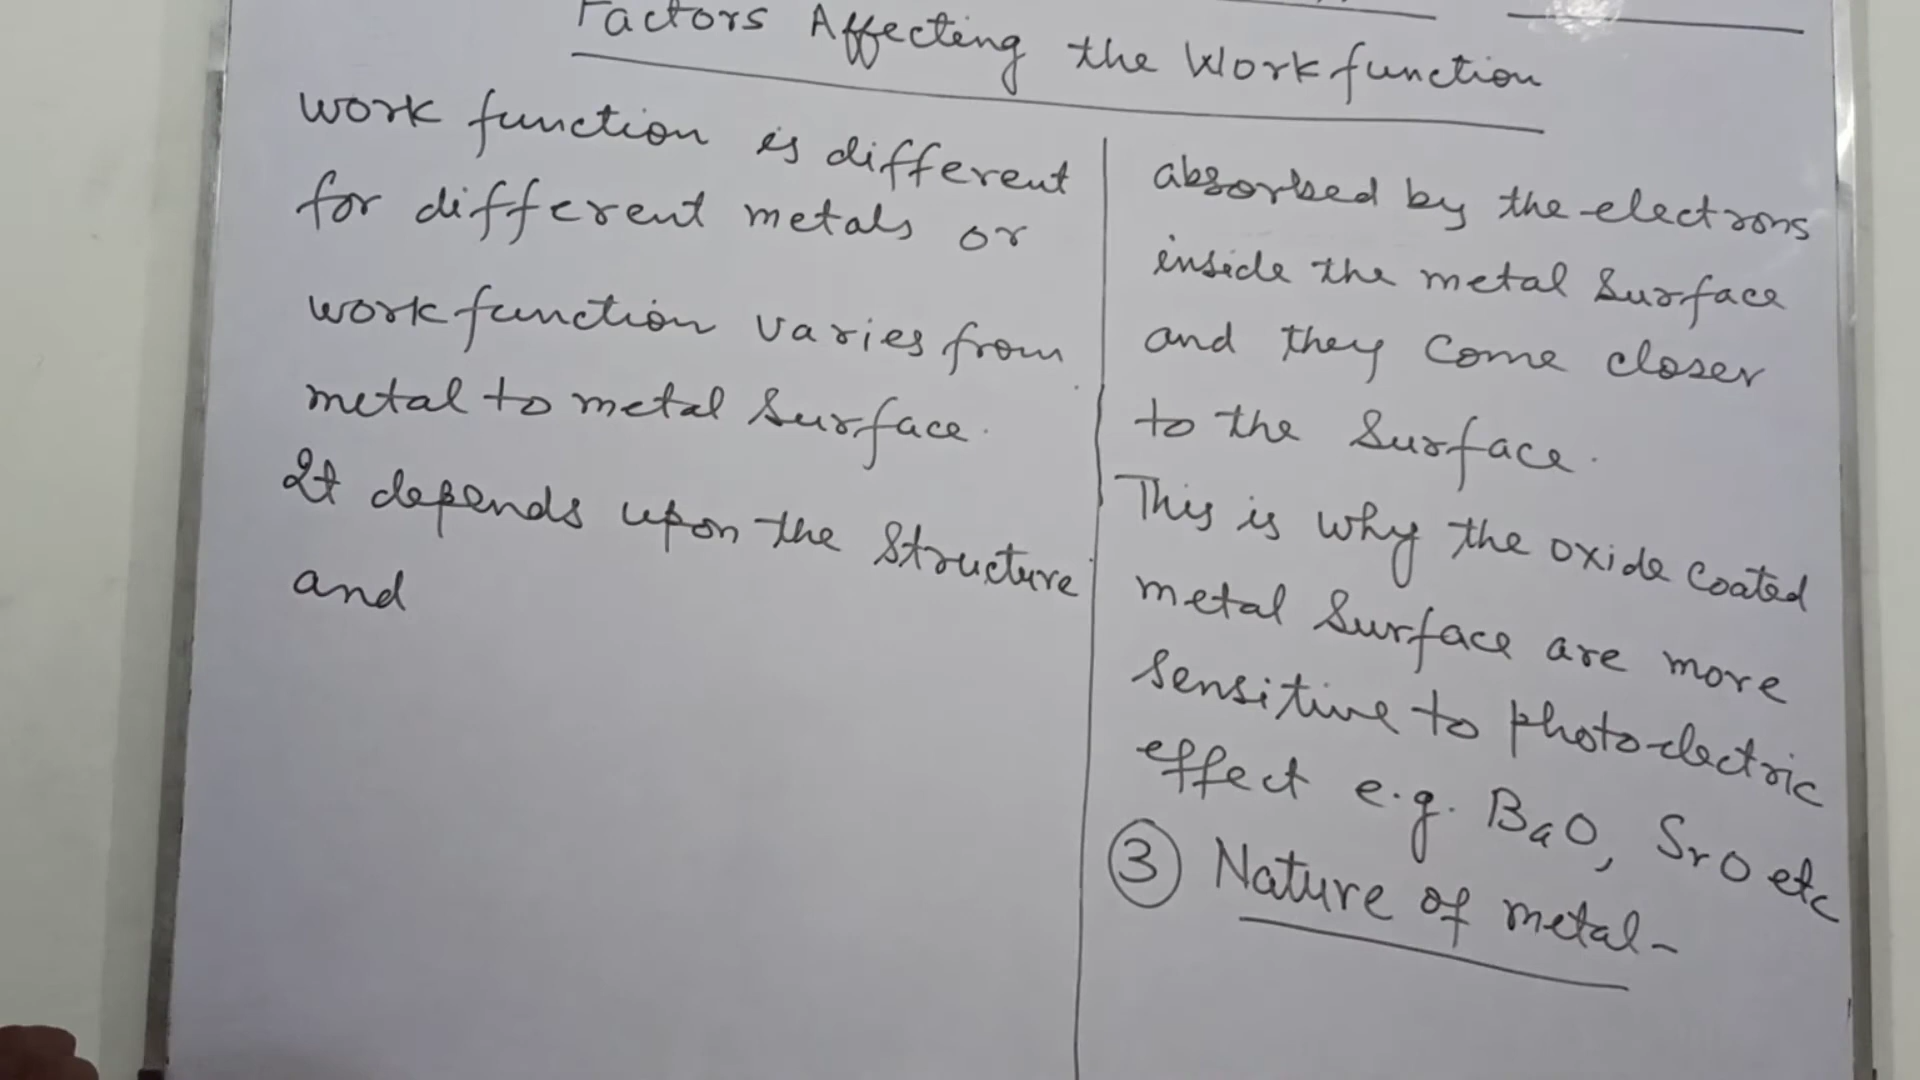 Factors Affecting the Work function
work function is different
for different metals or
work function varies from
metal to metal surface.
It depends upon the structure
and
absorbed by the electrons
inside the metal surface
and they come closer
to the surface.
This is why the oxide coated
metal surface are more
sensitive to photo-electric
effect e.g. BaO, SrO etc
3 Nature of metal-